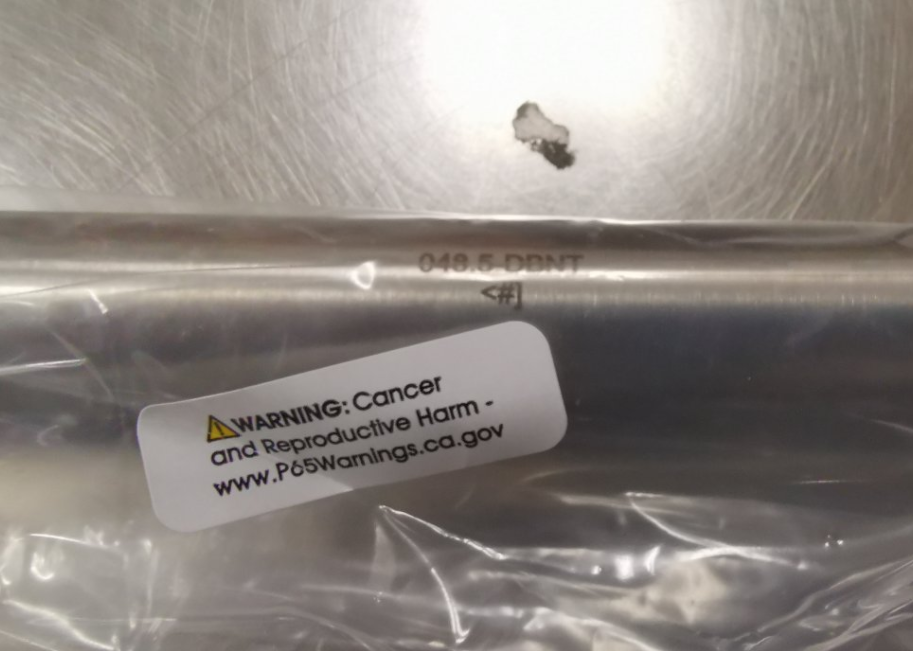 048.5 DBNT
<#]
WARNING: Cancer
and Reproductive Harm -
www.P65Warnings.ca.gov